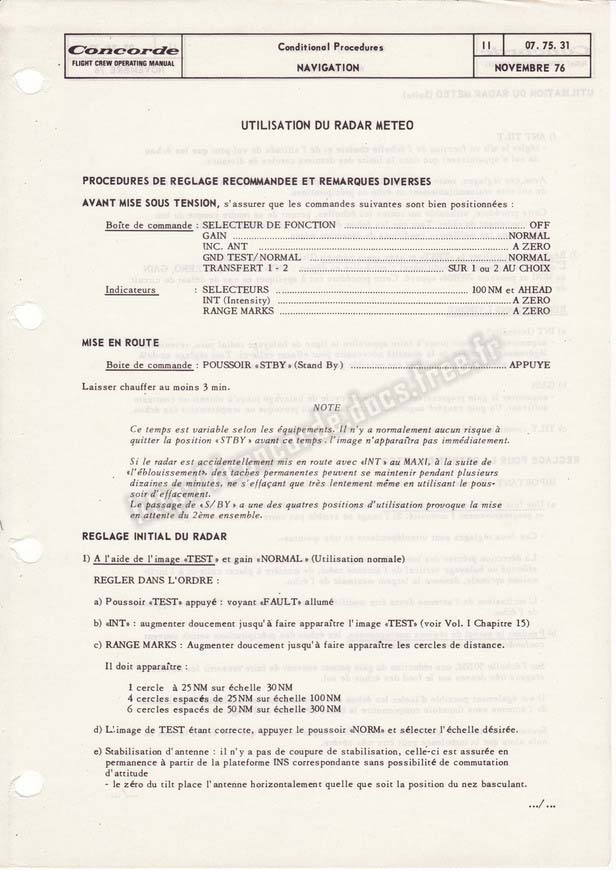 Concorde
FLIGHT CREW OPERATING MANUAL
Conditional Procedures
NAVIGATION
II
07. 75. 31
NOVEMBRE 76
UTILISATION DU RADAR METEO
PROCEDURES DE REGLAGE RECOMMANDEE ET REMARQUES DIVERSES
AVANT MISE SOUS TENSION, s'assurer que les commandes suivantes sont bien positionnées :
Boîte de commande : SELECTEUR DE FONCTION ........ OFF
GAIN ........ NORMAL
INC. ANT ........ A ZERO
GND TEST/NORMAL ........ NORMAL
TRANSFERT 1 - 2 ........ SUR 1 ou 2 AU CHOIX
Indicateurs : SELECTEURS ........ 100 NM et AHEAD
INT (Intensity) ........ A ZERO
RANGE MARKS ........ A ZERO
MISE EN ROUTE
Boite de commande : POUSSOIR «STBY» (Stand By) ........ APPUYE
Laisser chauffer au moins 3 min.
NOTE
Ce temps est variable selon les équipements. Il n'y a normalement aucun risque à
quitter la position «STBY» avant ce temps : l'image n'apparaîtra pas immédiatement.
Si le radar est accidentellement mis en route avec «INT» au MAXI, à la suite de
«l'éblouissement», des taches permanentes peuvent se maintenir pendant plusieurs
dizaines de minutes, ne s'effaçant que très lentement même en utilisant le pous-
soir d'effacement.
Le passage de «S/BY» a une des quatres positions d'utilisation provoque la mise
en attente du 2ème ensemble.
REGLAGE INITIAL DU RADAR
1) A l'aide de l'image «TEST» et gain «NORMAL» (Utilisation normale)
REGLER DANS L'ORDRE :
a) Poussoir «TEST» appuyé : voyant «FAULT» allumé
b) «INT» : augmenter doucement jusqu'à faire apparaître l'image «TEST» (voir Vol. I Chapitre 15)
c) RANGE MARKS : Augmenter doucement jusqu'à faire apparaître les cercles de distance.
Il doit apparaître :
1 cercle à 25 NM sur échelle 30 NM
4 cercles espacés de 25 NM sur échelle 100 NM
6 cercles espacés de 50 NM sur échelle 300 NM
d) L'image de TEST étant correcte, appuyer le poussoir «NORM» et sélecter l'échelle désirée.
e) Stabilisation d'antenne : il n'y a pas de coupure de stabilisation, celle-ci est assurée en
permanence à partir de la plateforme INS correspondante sans possibilité de commutation
d'attitude
- le zéro du tilt place l'antenne horizontalement quelle que soit la position du nez basculant.
.../...